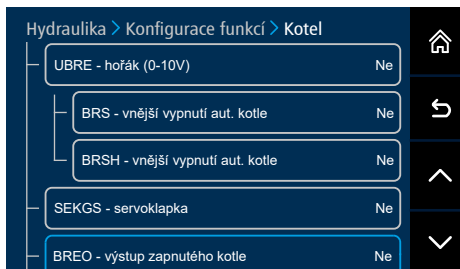 Hydraulika > Konfigurace funkcí > Kotel
UBRE - hořák (0-10V) Ne
BRS - vnější vypnutí aut. kotle Ne
BRSH - vnější vypnutí aut. kotle Ne
SEKGS - servoklapka Ne
BREO - výstup zapnutého kotle Ne